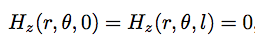 H_z(r, θ, 0) = H_z(r, θ, l) = 0,